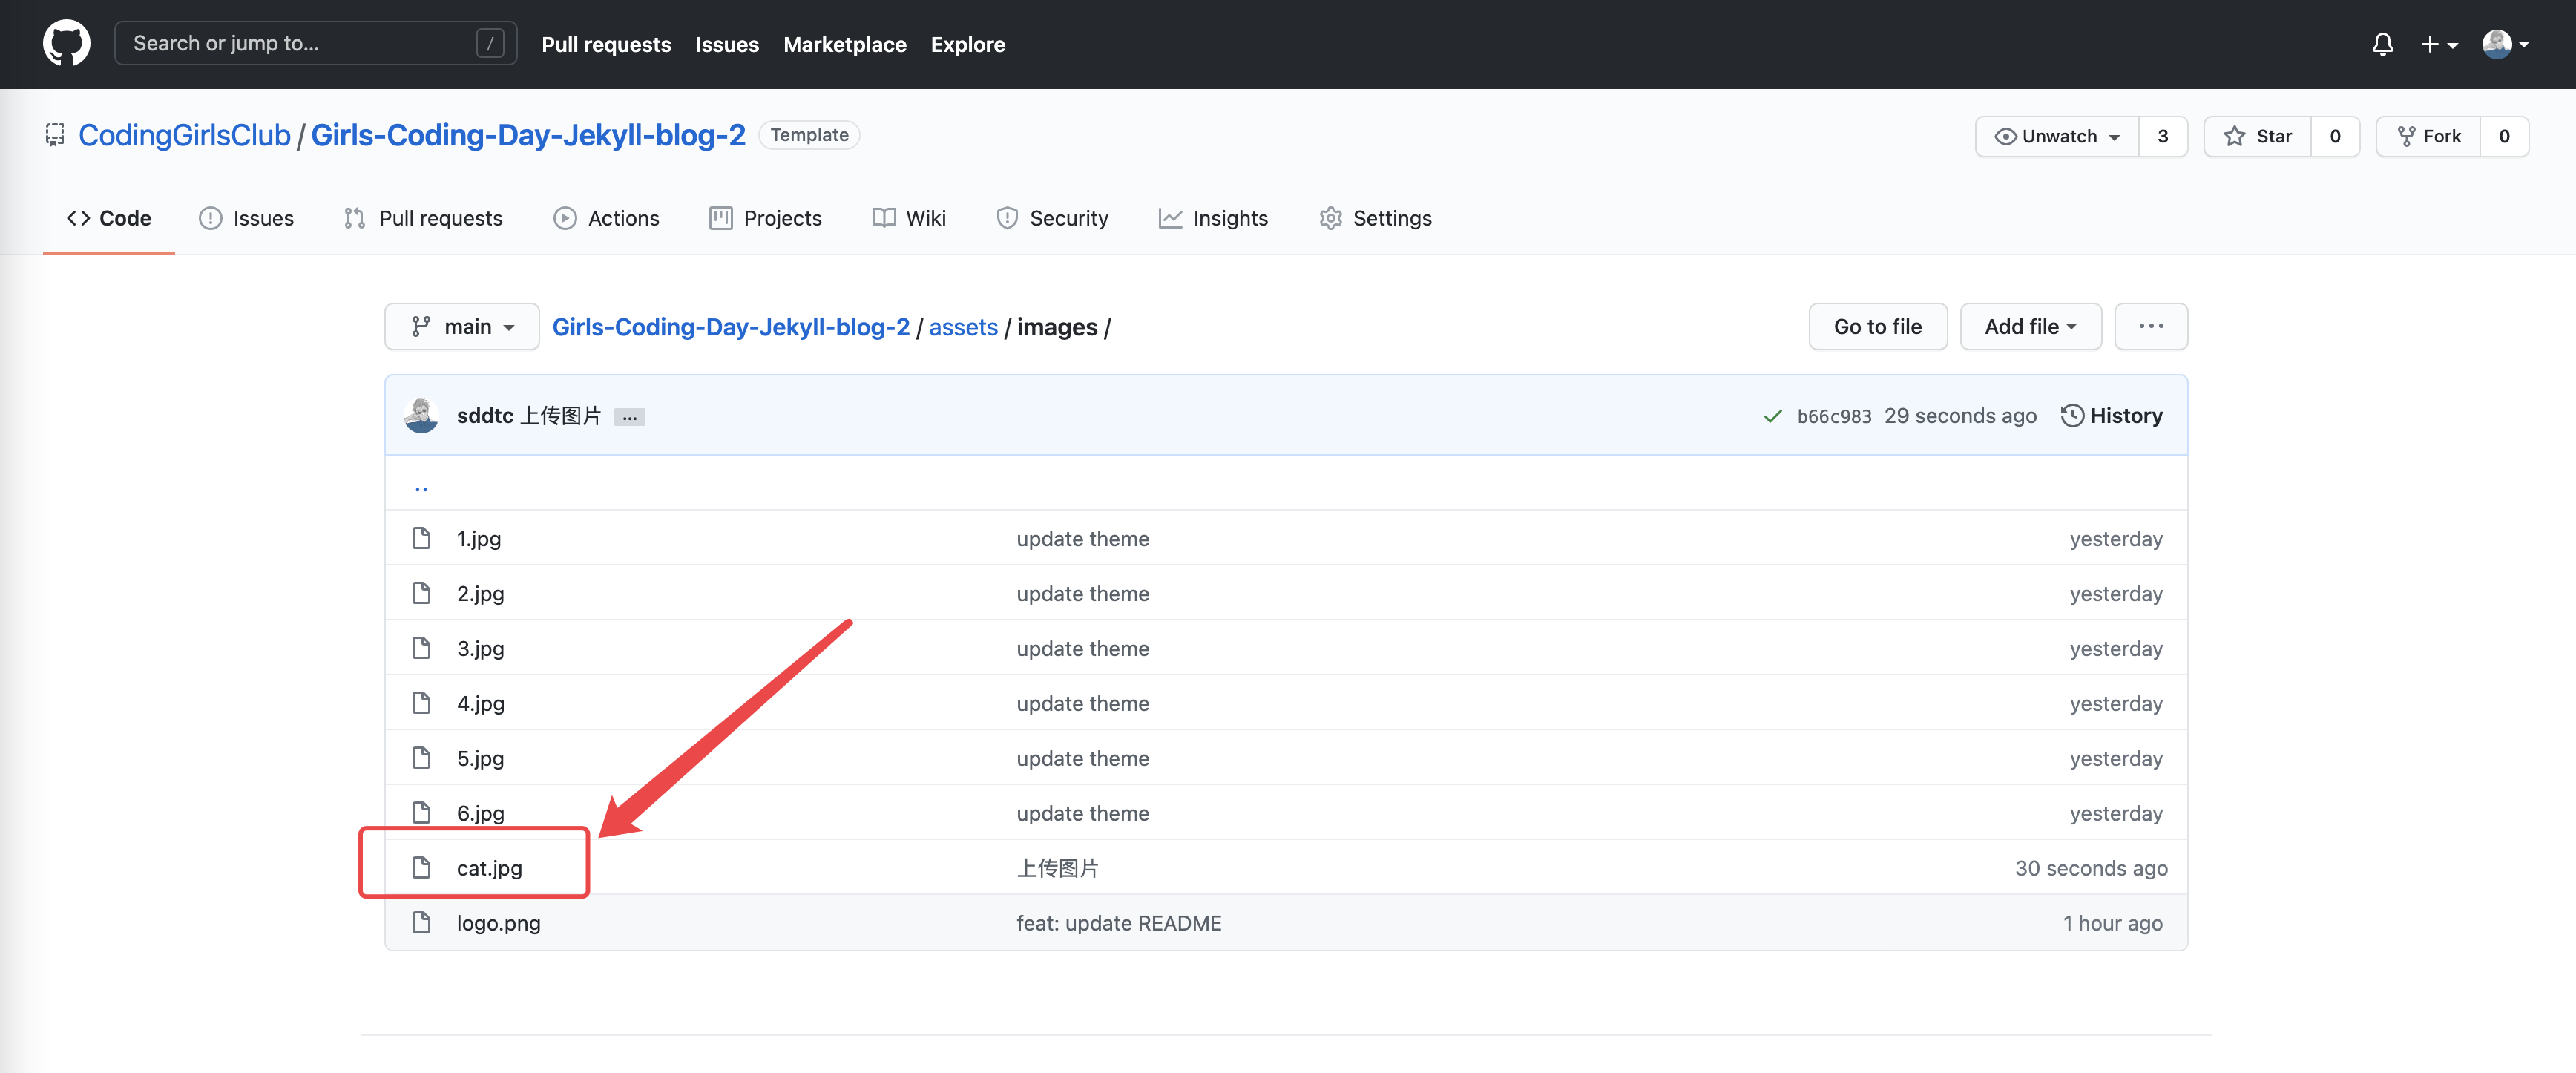 Search or jump to... / Pull requests Issues Marketplace Explore
CodingGirlsClub / Girls-Coding-Day-Jekyll-blog-2 Template Unwatch 3 Star 0 Fork 0
Code Issues Pull requests Actions Projects Wiki Security Insights Settings
main Girls-Coding-Day-Jekyll-blog-2 / assets / images / Go to file Add file ...
sddtc 上传图片 ... b66c983 29 seconds ago History
..
1.jpg update theme yesterday
2.jpg update theme yesterday
3.jpg update theme yesterday
4.jpg update theme yesterday
5.jpg update theme yesterday
6.jpg update theme yesterday
cat.jpg 上传图片 30 seconds ago
logo.png feat: update README 1 hour ago